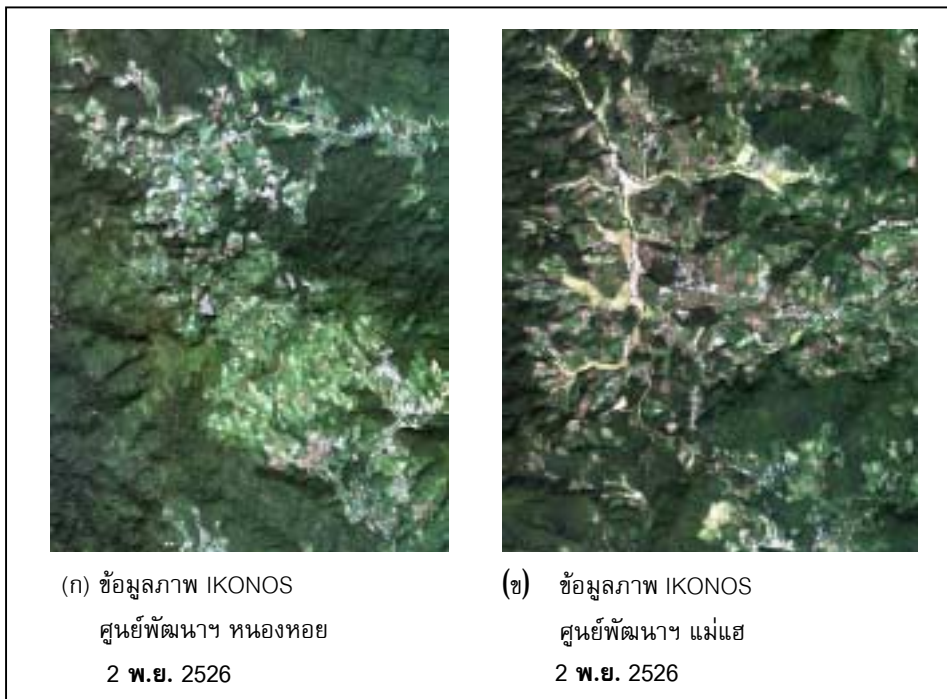 (ก) ข้อมูลภาพ IKONOS
ศูนย์พัฒนาฯ หนองหอย
2 พ.ย. 2526
(ข) ข้อมูลภาพ IKONOS
ศูนย์พัฒนาฯ แม่แฮ
2 พ.ย. 2526